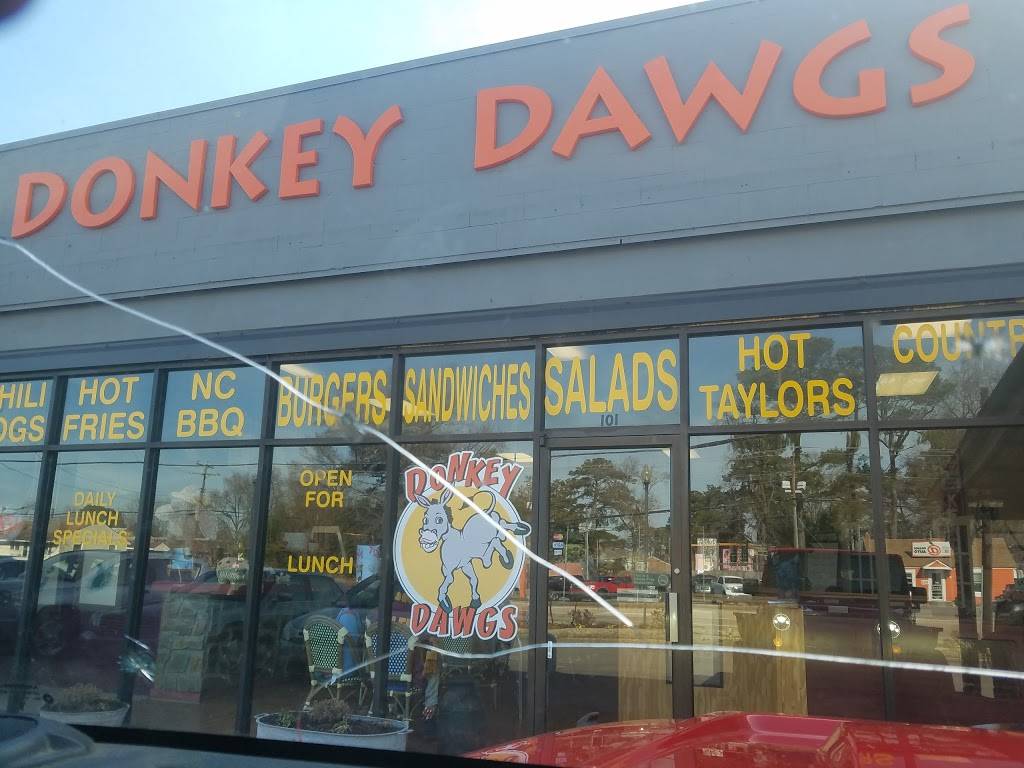 DONKEY DAWGS
HILI
OGS
HOT
FRIES
NC
BBQ
BURGERS
SANDWICHES
SALADS
101
HOT
TAYLORS
COUNTR
DAILY
LUNCH
SPECIALS
OPEN
FOR
LUNCH
DONKEY
DAWGS